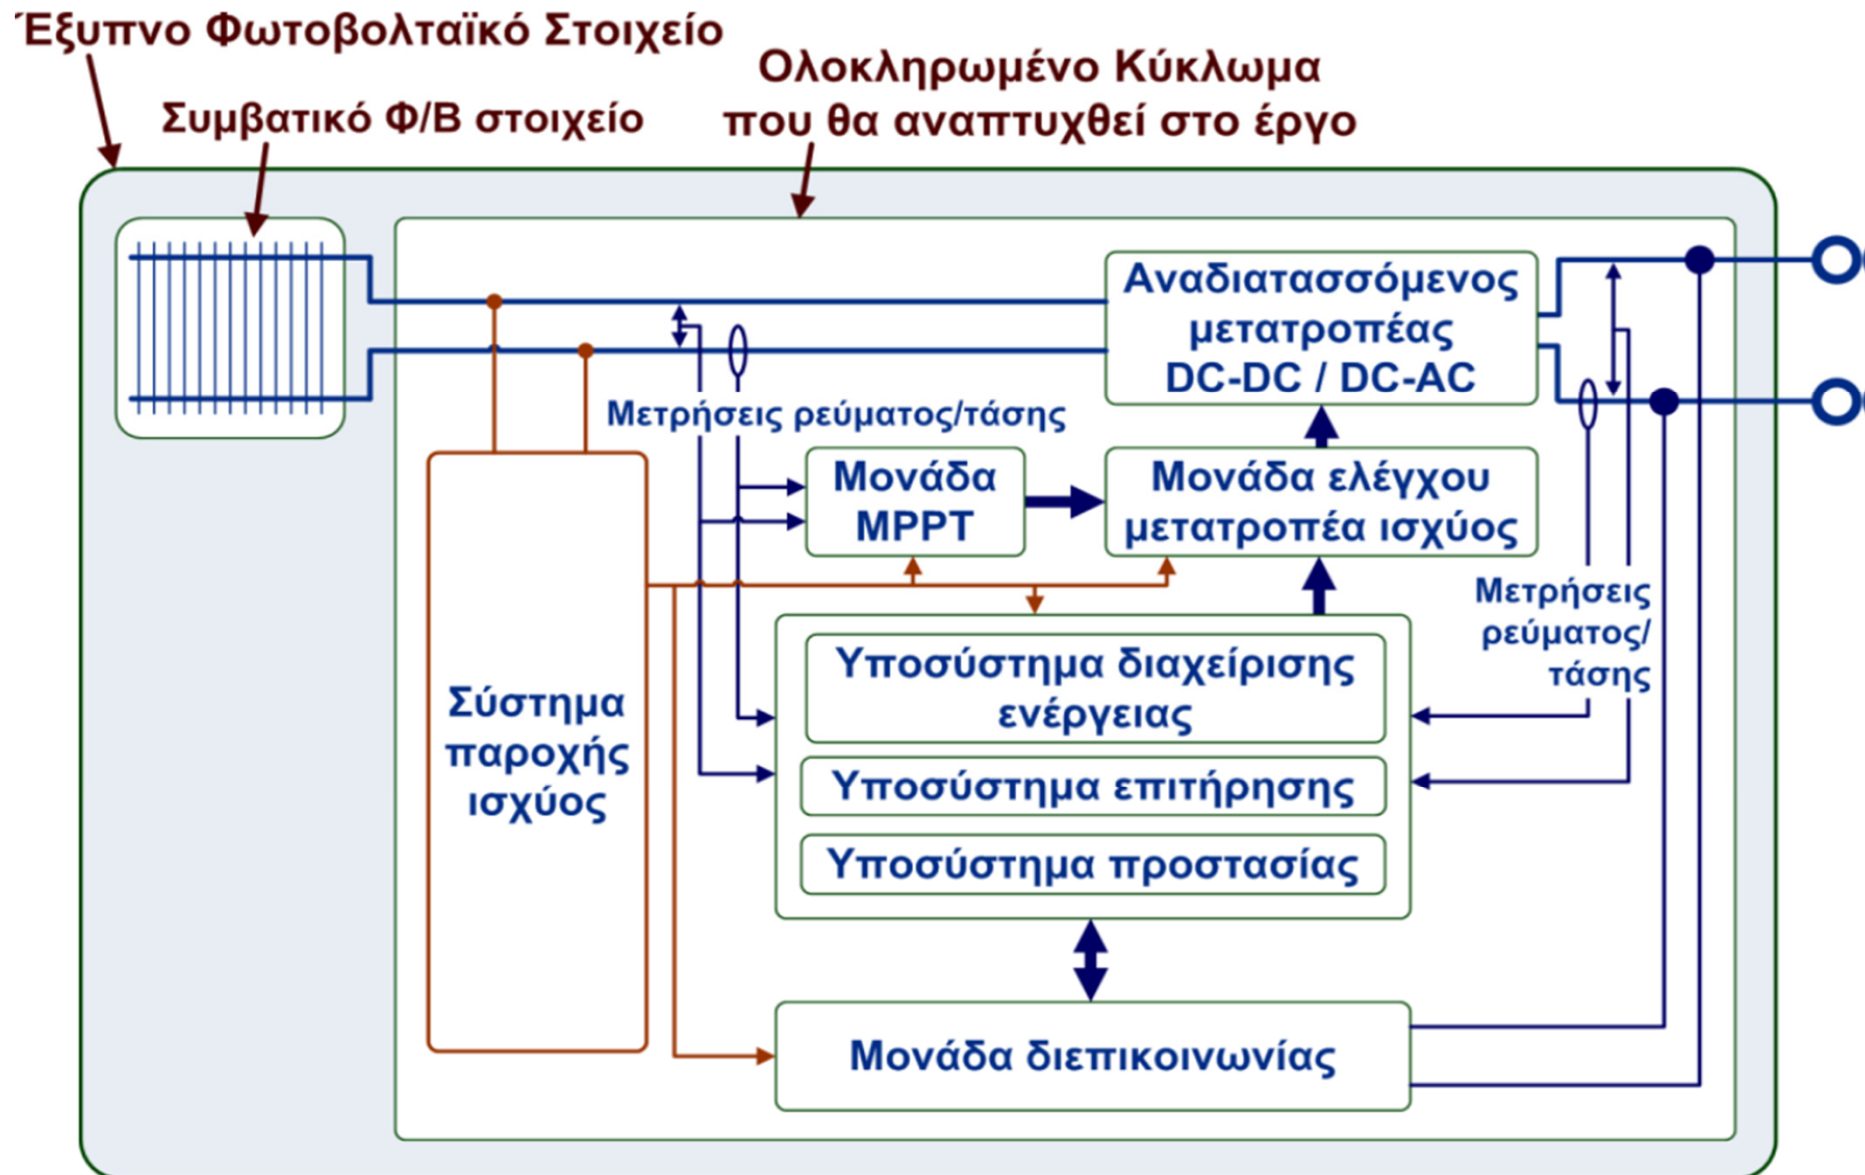 Έξυπνο Φωτοβολταϊκό Στοιχείο
Συμβατικό Φ/Β στοιχείο
Ολοκληρωμένο Κύκλωμα
που θα αναπτυχθεί στο έργο
Αναδιατασσόμενος
μετατροπέας
DC-DC / DC-AC
Μετρήσεις ρεύματος/τάσης
Μονάδα
MPPT
Μονάδα ελέγχου
μετατροπέα ισχύος
Μετρήσεις
ρεύματος/
τάσης
Σύστημα
παροχής
ισχύος
Υποσύστημα διαχείρισης
ενέργειας
Υποσύστημα επιτήρησης
Υποσύστημα προστασίας
Μονάδα διεπικοινωνίας